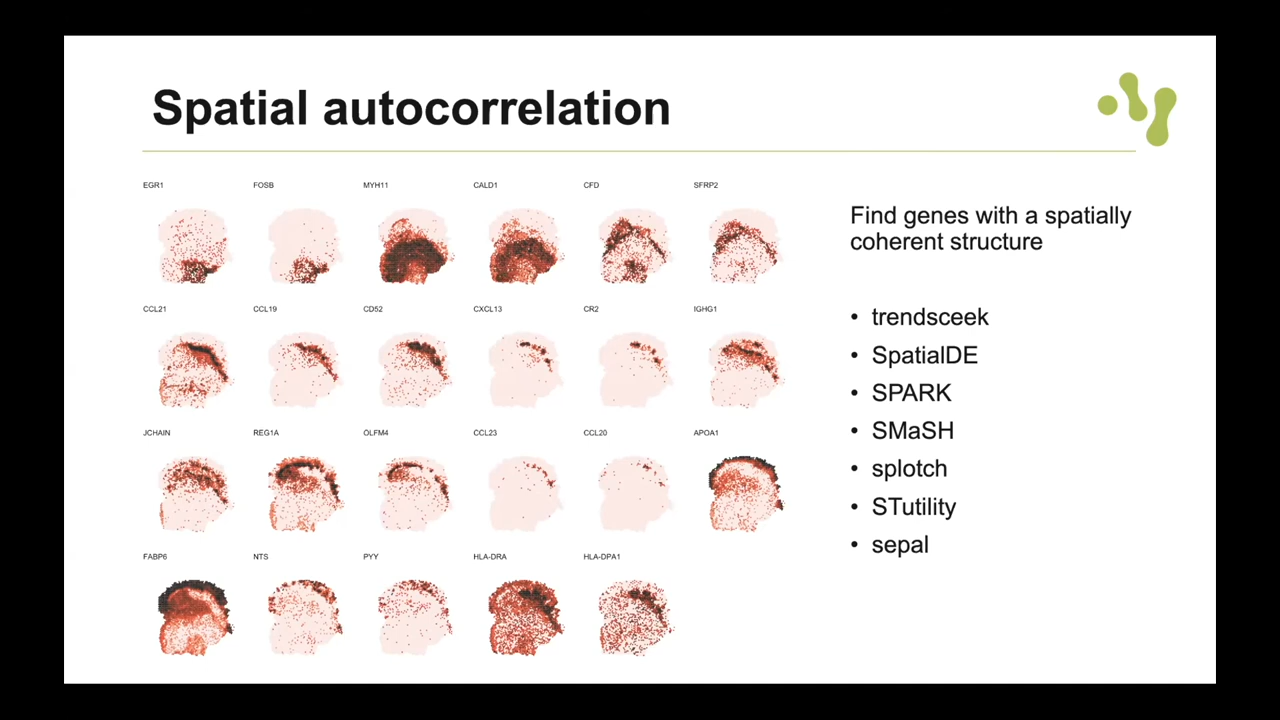 Spatial autocorrelation
EGR1 FOSB MYH11 CALD1 CFD SFRP2
CCL21 CCL19 CD52 CXCL13 CR2 IGHG1
JCHAIN REG1A OLFM4 CCL23 CCL20 APOA1
FABP6 NTS PYY HLA-DRA HLA-DPA1
Find genes with a spatially
coherent structure
• trendsceek
• SpatialDE
• SPARK
• SMaSH
• splotch
• STutility
• sepal